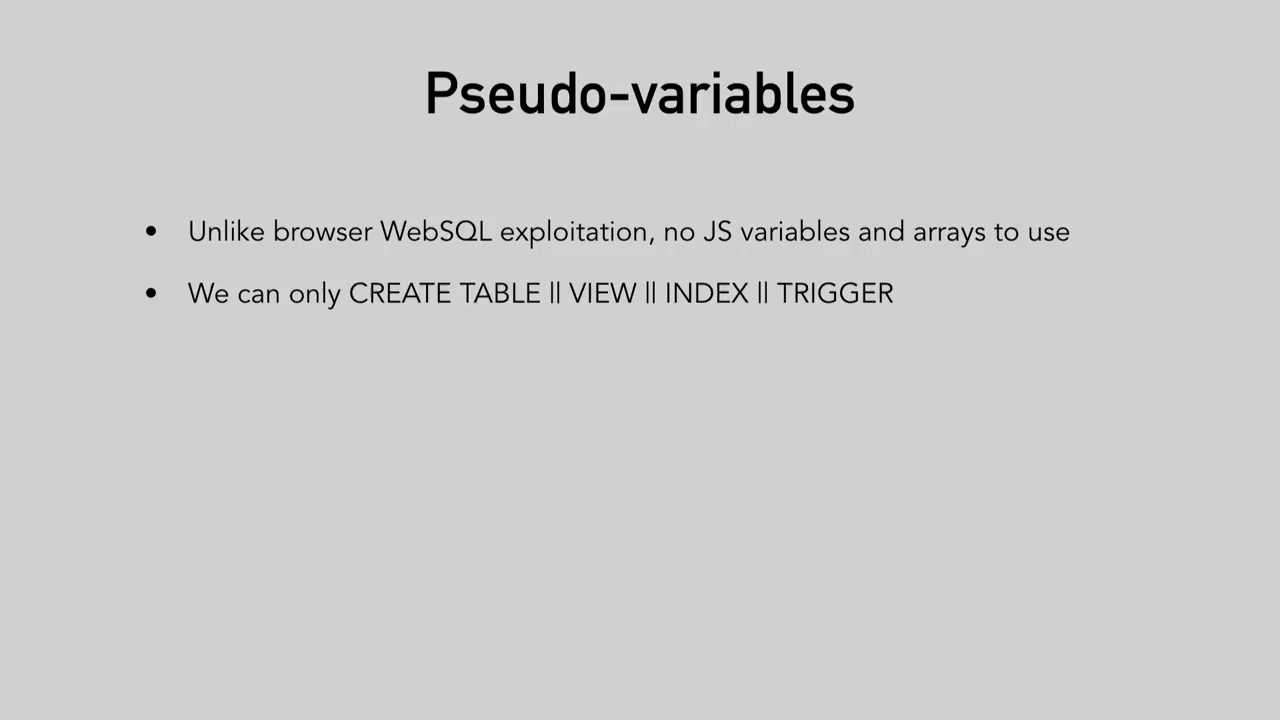 Pseudo-variables
• Unlike browser WebSQL exploitation, no JS variables and arrays to use
• We can only CREATE TABLE || VIEW || INDEX || TRIGGER